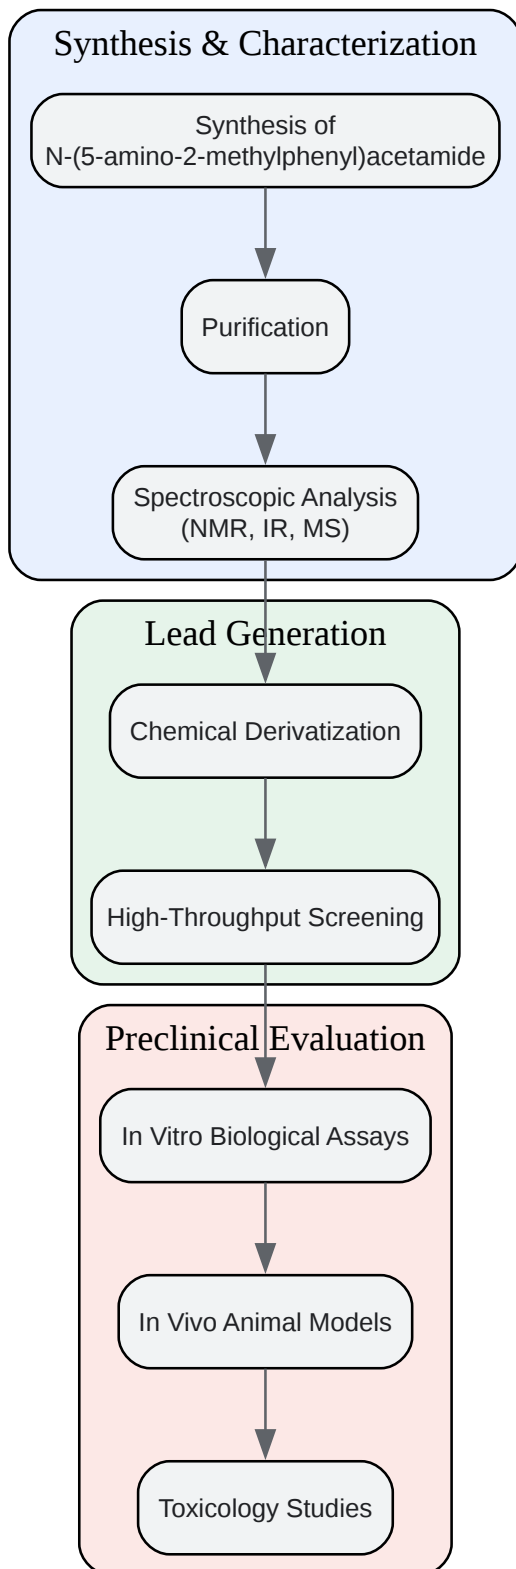 Synthesis & Characterization
Synthesis of
N-(5-amino-2-methylphenyl)acetamide
Purification
Spectroscopic Analysis
(NMR, IR, MS)
Lead Generation
Chemical Derivatization
High-Throughput Screening
Preclinical Evaluation
In Vitro Biological Assays
In Vivo Animal Models
Toxicology Studies